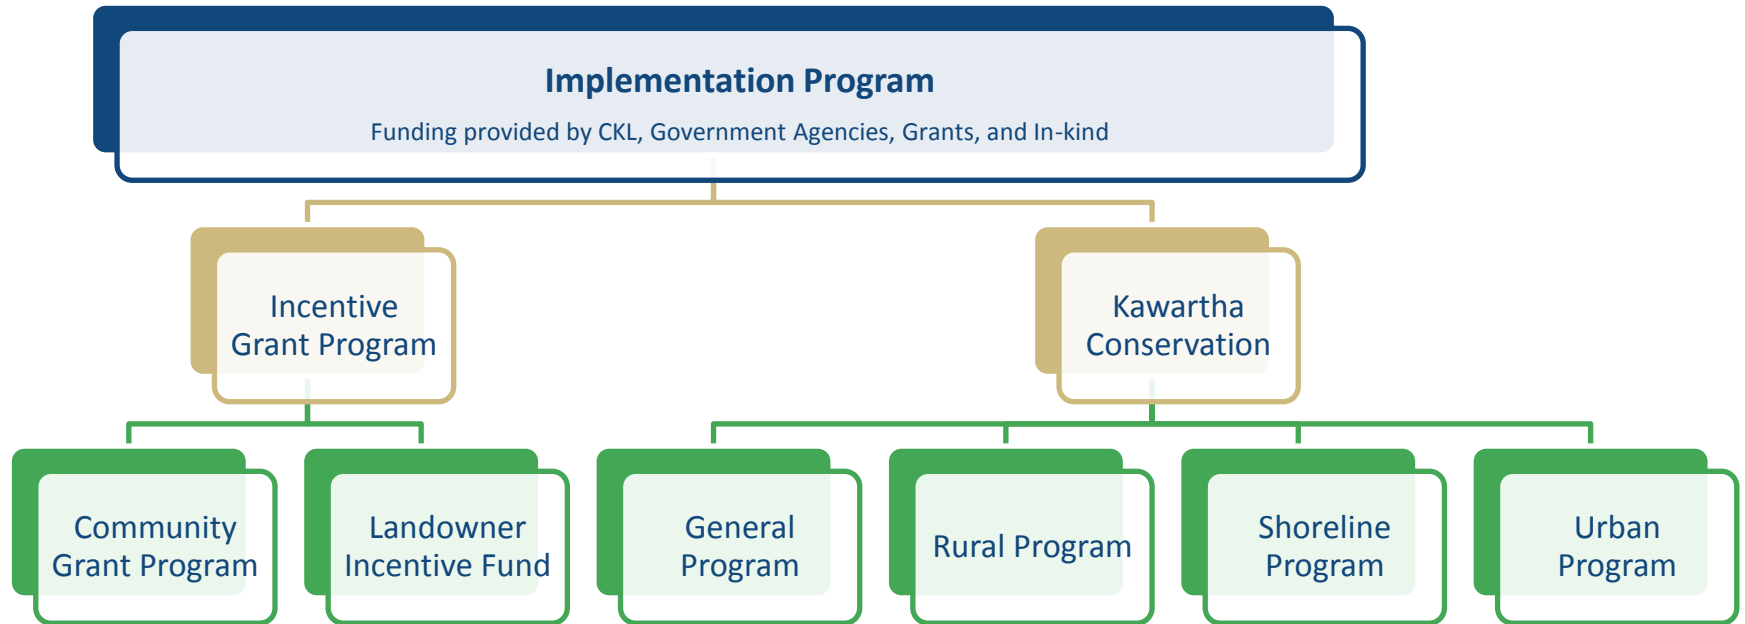 Implementation Program
Funding provided by CKL, Government Agencies, Grants, and In-kind
Incentive
Grant Program
Kawartha
Conservation
Community
Grant Program
Landowner
Incentive Fund
General
Program
Rural Program
Shoreline
Program
Urban
Program